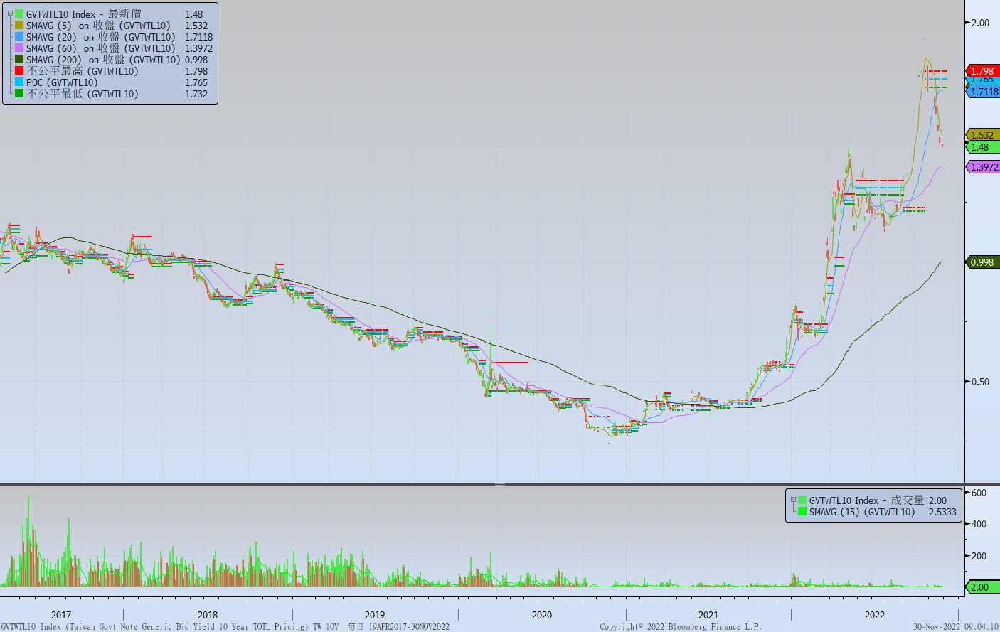 GVTWTL10 Index - 最新價 1.48
SMAVG (5) on 收盤 (GVTWTL10) 1.532
SMAVG (20) on 收盤 (GVTWTL10) 1.7118
SMAVG (60) on 收盤 (GVTWTL10) 1.3972
SMAVG (200) on 收盤 (GVTWTL10) 0.998
不公平最高 (GVTWTL10) 1.798
POC (GVTWTL10) 1.765
不公平最低 (GVTWTL10) 1.732
2.00
1.798
1.765
1.7118
1.532
1.48
1.3972
0.998
0.50
GVTWTL10 Index - 成交量 2.00
SMAVG (15) (GVTWTL10) 2.5333
600
400
200
2.00
2017 2018 2019 2020 2021 2022
GVTWTL10 Index (Taiwan Govt Note Generic Bid Yield 10 Year TOTL Pricing) TW 10Y 每日 19APR2017-30NOV2022 Copyright© 2022 Bloomberg Finance L.P. 30-Nov-2022 09:04:10